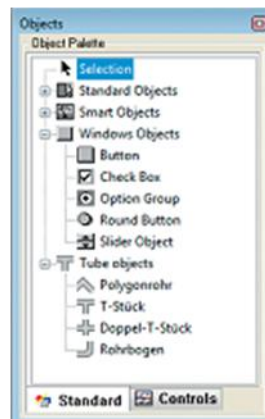 Objects
Object Palette
Selection
Standard Objects
Smart Objects
Windows Objects
Button
Check Box
Option Group
Round Button
Slider Object
Tube objects
Polygonrohr
T-Stück
Doppel-T-Stück
Rohrbogen
Standard Controls